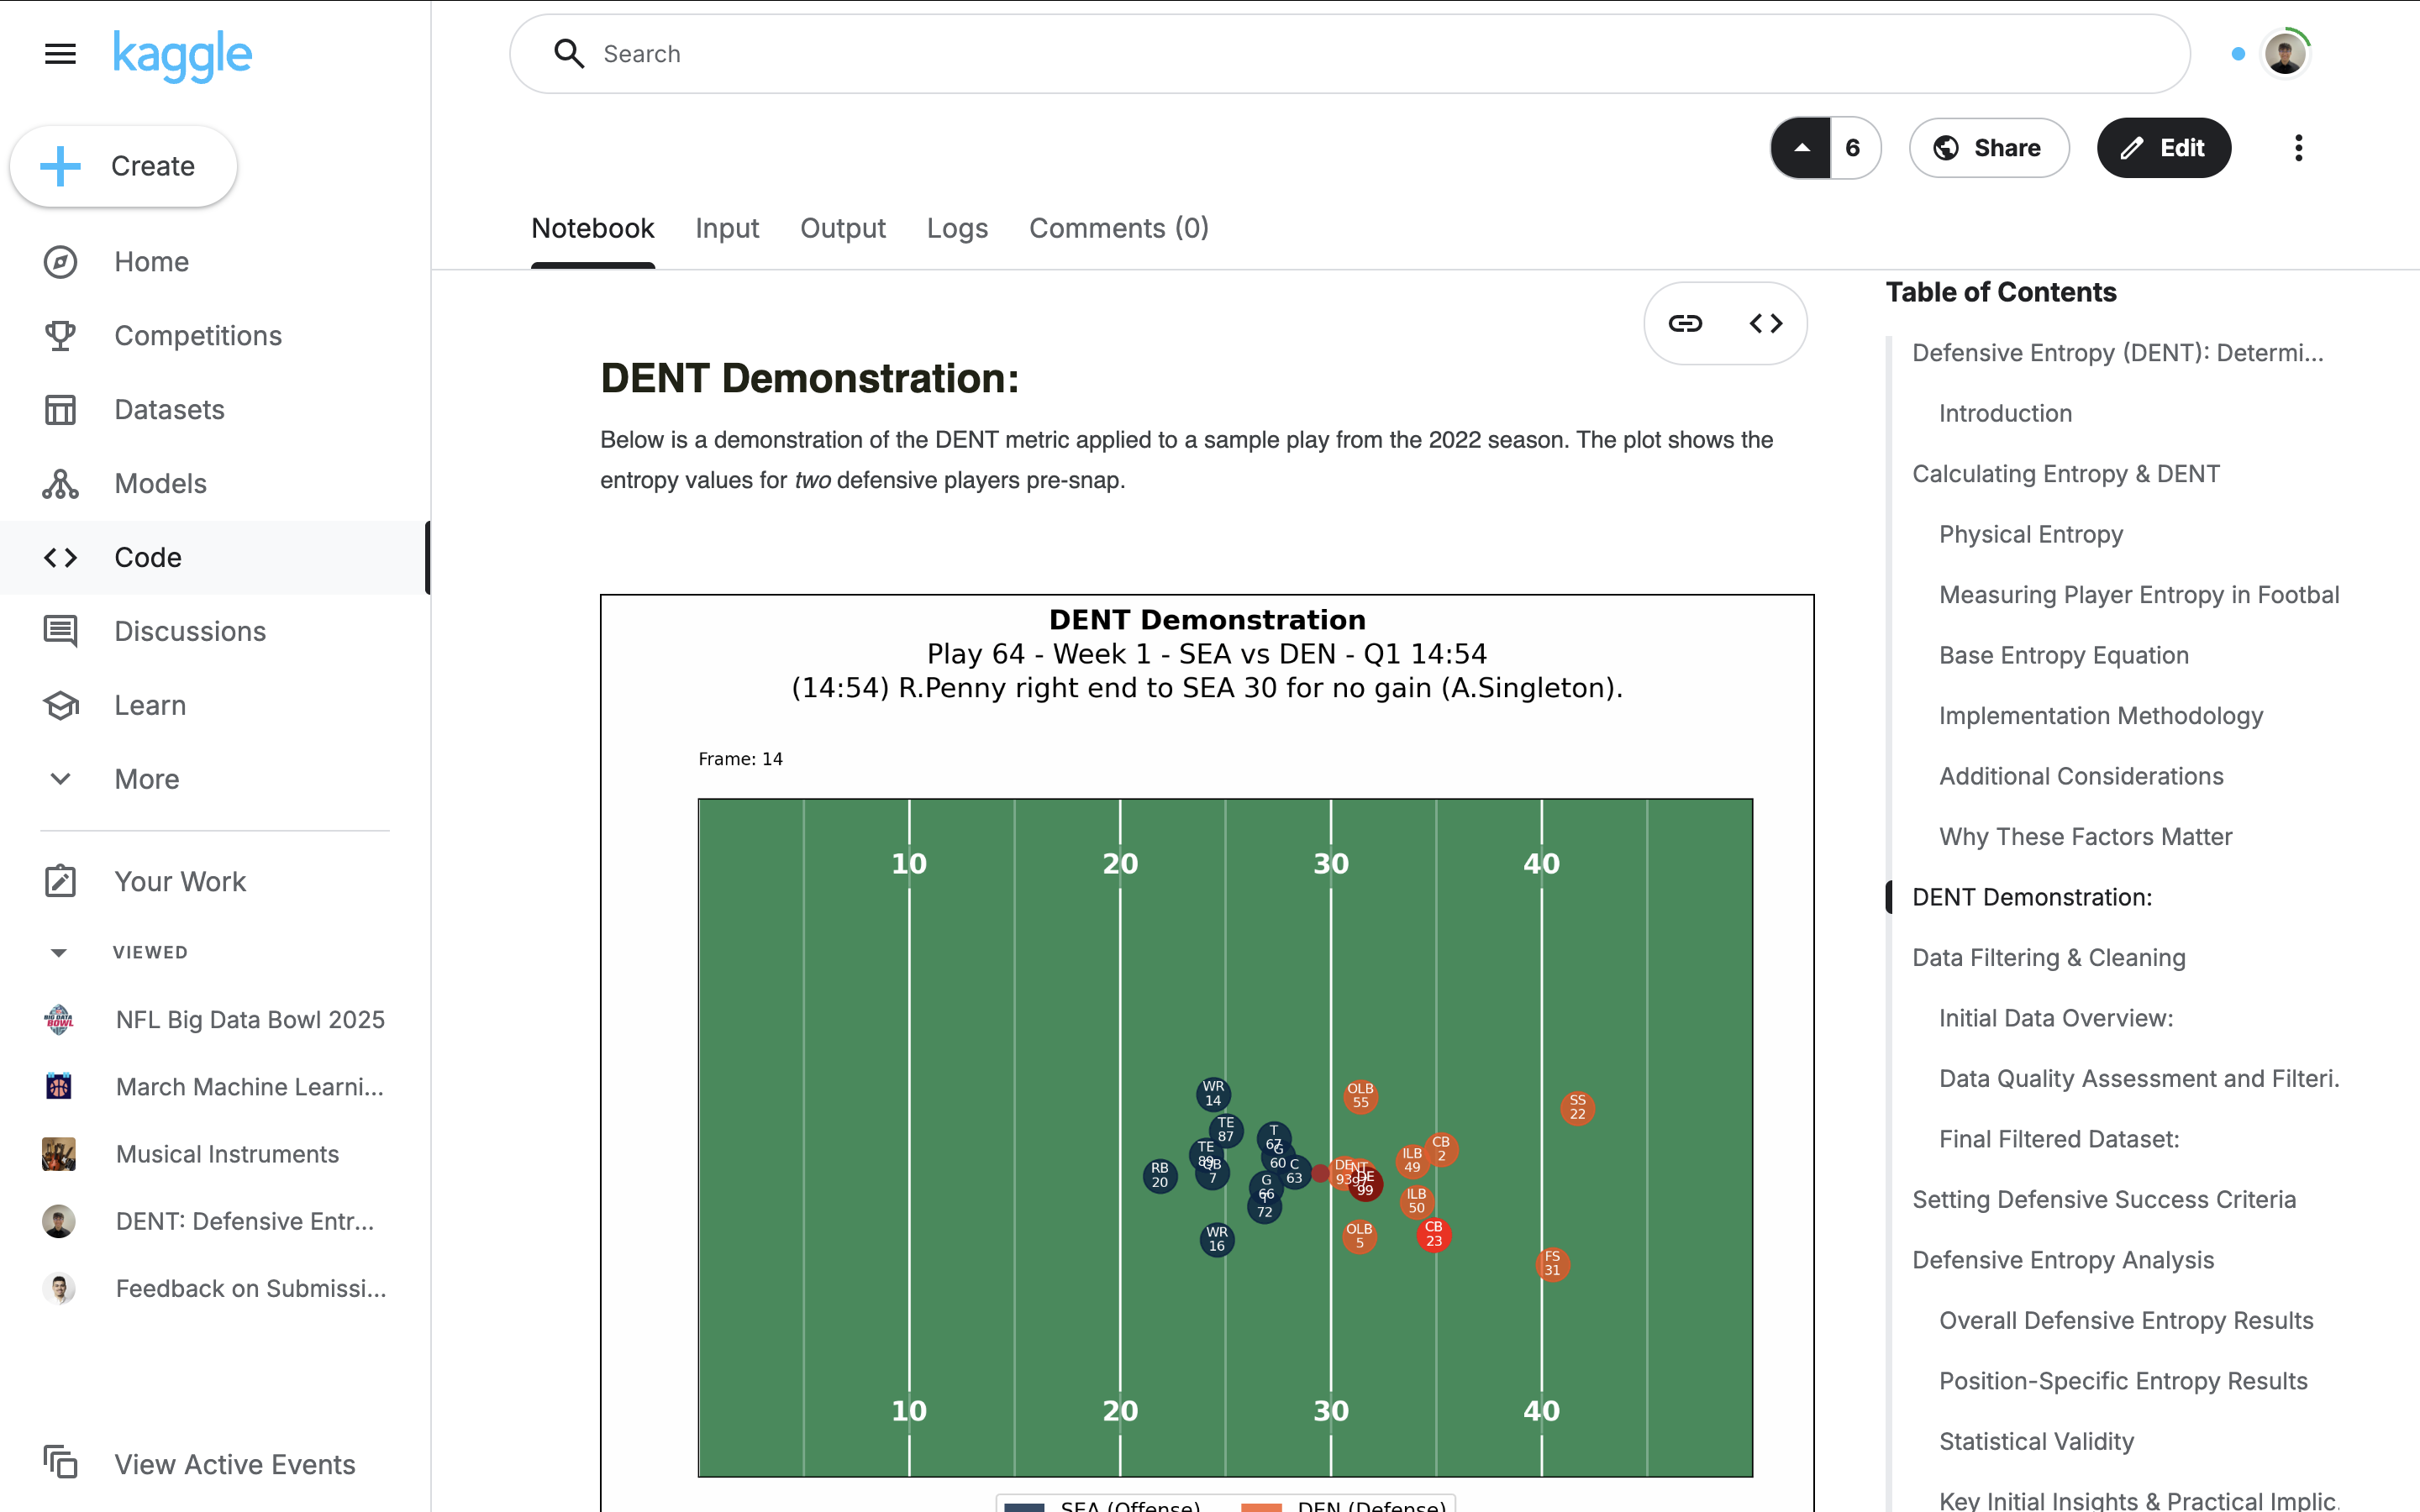 kaggle
Search
Create
6
Share
Edit
Home
Competitions
Datasets
Models
Code
Discussions
Learn
More
Your Work
VIEWED
NFL Big Data Bowl 2025
March Machine Learni...
Musical Instruments
DENT: Defensive Entr...
Feedback on Submissi...
View Active Events
Notebook Input Output Logs Comments (0)
DENT Demonstration:
Below is a demonstration of the DENT metric applied to a sample play from the 2022 season. The plot shows the
entropy values for two defensive players pre-snap.
DENT Demonstration
Play 64 - Week 1 - SEA vs DEN - Q1 14:54
(14:54) R.Penny right end to SEA 30 for no gain (A.Singleton).
Frame: 14
10 20 30 40
WR
14
OLB
55
SS
22
TE
87
T
67
CB
2
TE
89
G
60
ILB
49
RB
20
QB
7
C
63
DE
93
NT
DE
99
G
66
T
72
ILB
50
WR
16
OLB
5
CB
23
FS
31
10 20 30 40
SEA (Offense) DEN (Defense)
Table of Contents
Defensive Entropy (DENT): Determi...
Introduction
Calculating Entropy & DENT
Physical Entropy
Measuring Player Entropy in Footbal
Base Entropy Equation
Implementation Methodology
Additional Considerations
Why These Factors Matter
DENT Demonstration:
Data Filtering & Cleaning
Initial Data Overview:
Data Quality Assessment and Filteri.
Final Filtered Dataset:
Setting Defensive Success Criteria
Defensive Entropy Analysis
Overall Defensive Entropy Results
Position-Specific Entropy Results
Statistical Validity
Key Initial Insights & Practical Implic.